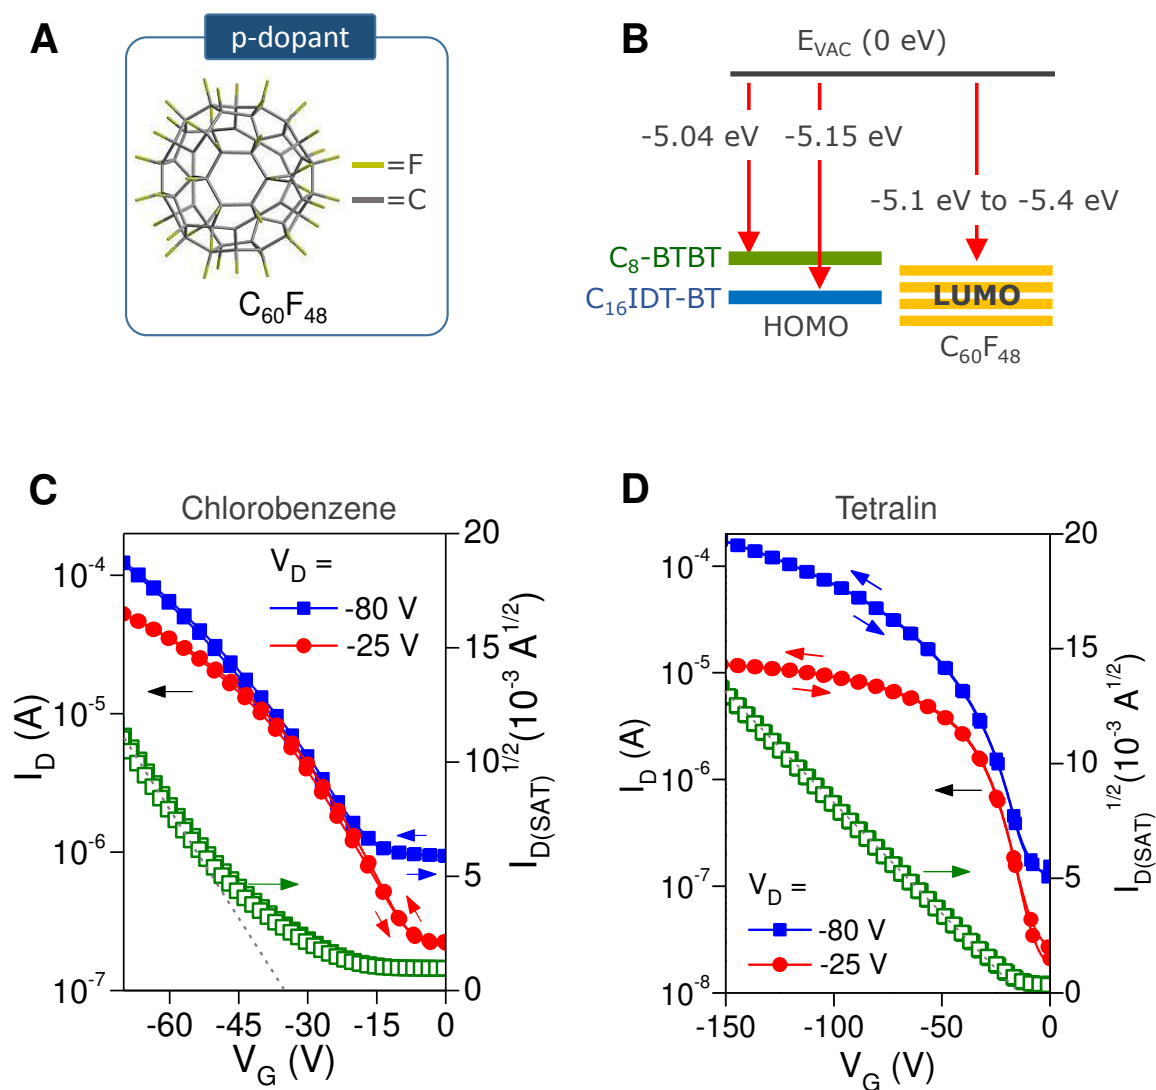 A
p-dopant
=F
=C
C60F48
B
EVAC (0 eV)
-5.04 eV
-5.15 eV
-5.1 eV to -5.4 eV
C8-BTBT
C16IDT-BT
HOMO
LUMO
C60F48
C
Chlorobenzene
VD =
-80 V
-25 V
10-4
10-5
10-6
10-7
ID (A)
20
15
10
5
0
ID(SAT)1/2(10-3 A1/2)
-60
-45
-30
-15
0
VG (V)
D
Tetralin
10-4
10-5
10-6
10-7
10-8
ID (A)
VD =
-80 V
-25 V
20
15
10
5
0
ID(SAT)1/2(10-3 A1/2)
-150
-100
-50
0
VG (V)